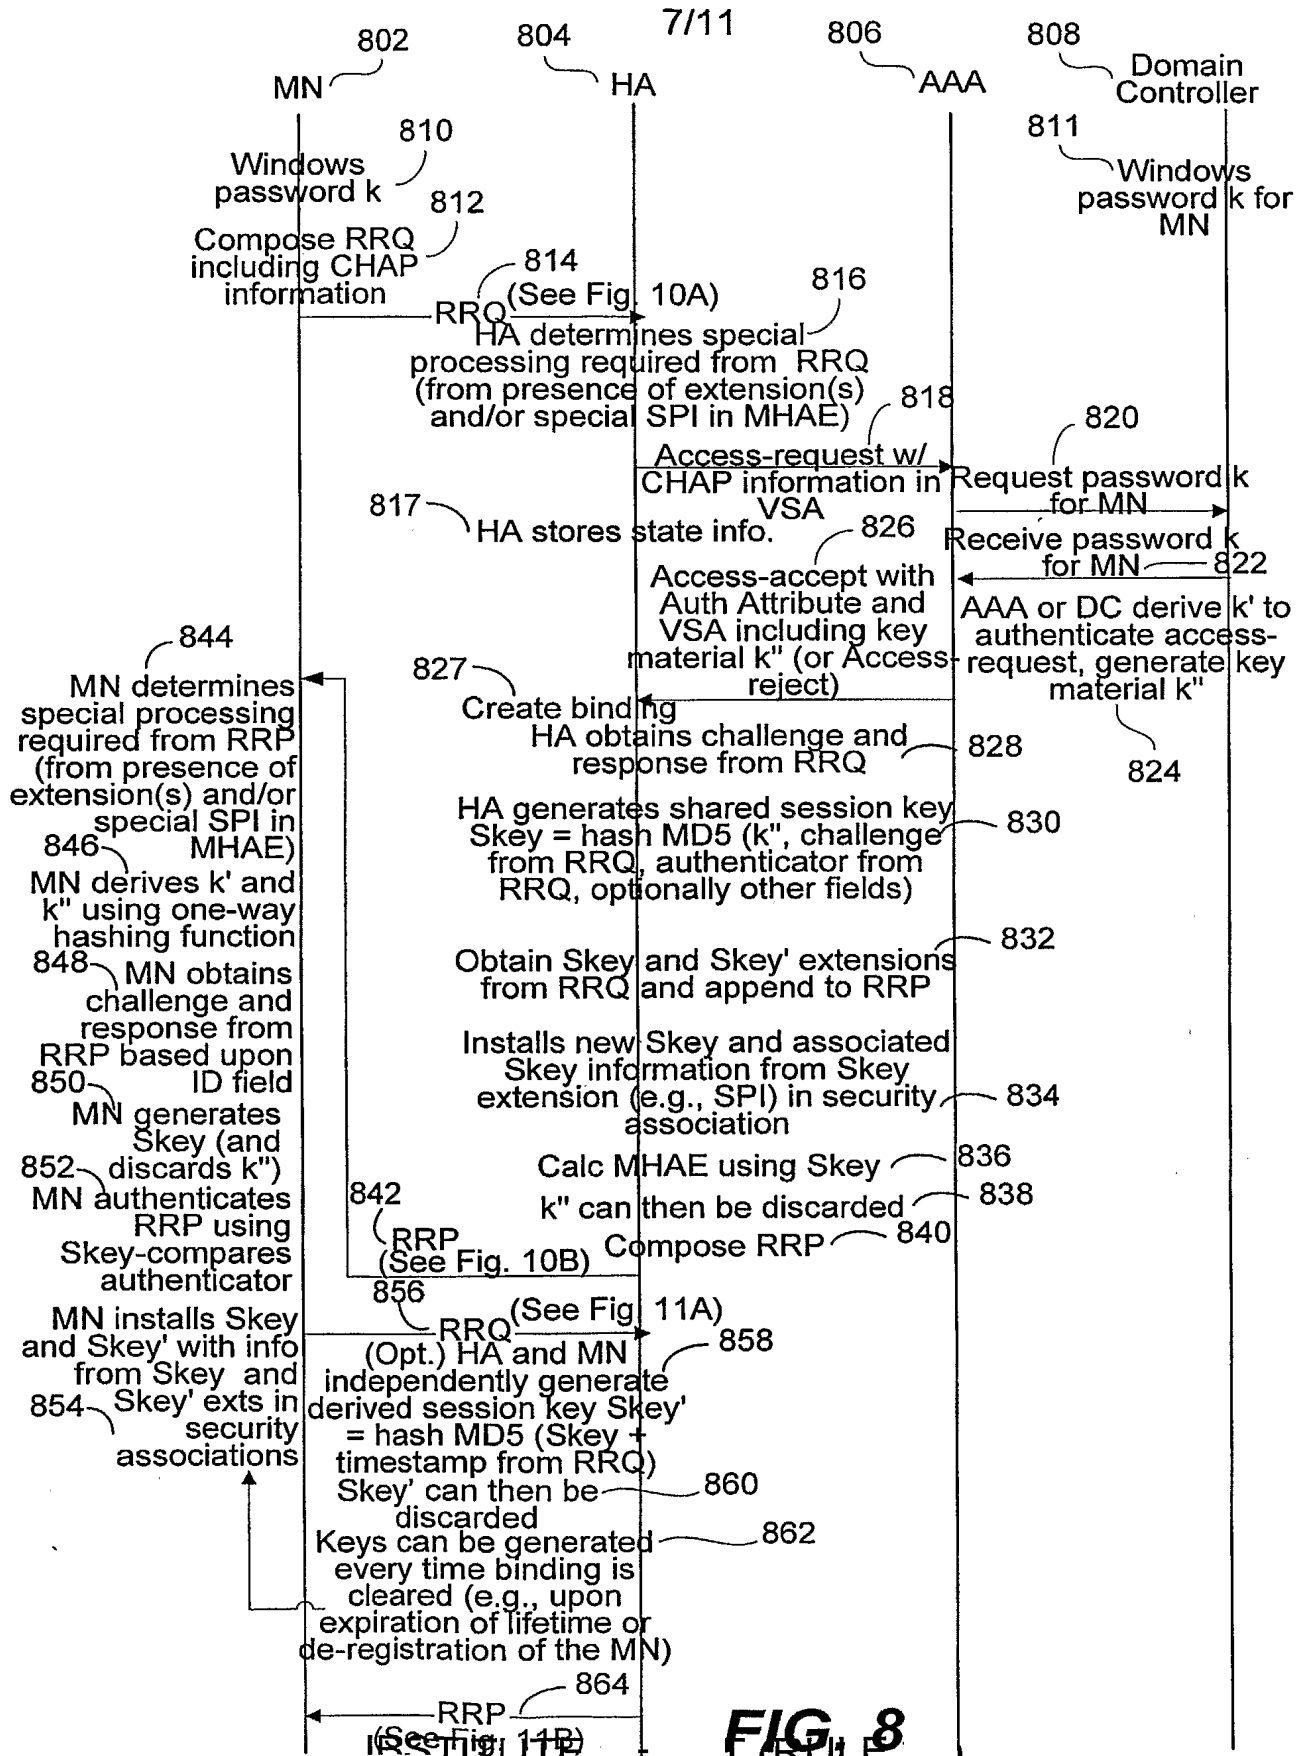 7/11
802
804
806
808
MN
HA
AAA
Domain
Controller
810
811
Windows
password k
Windows
password k for
MN
812
Compose RRQ
including CHAP
information
814
RRQ (See Fig. 10A)
816
HA determines special
processing required from RRQ
(from presence of extension(s)
and/or special SPI in MHAE)
818
Access-request w/
CHAP information in
VSA
820
Request password k
for MN
817
HA stores state info.
Receive password k
for MN
822
826
Access-accept with
Auth Attribute and
VSA including key
material k" (or Access-
reject)
AAA or DC derive k' to
authenticate access-
request, generate key
material k"
824
827
Create binding
HA obtains challenge and
response from RRQ
828
HA generates shared session key
Skey = hash MD5 (k", challenge
from RRQ, authenticator from
RRQ, optionally other fields)
830
832
Obtain Skey and Skey' extensions
from RRQ and append to RRP
Installs new Skey and associated
Skey information from Skey
extension (e.g., SPI) in security
association
834
Calc MHAE using Skey
836
k" can then be discarded
838
Compose RRP
840
842
RRP
(See Fig. 10B)
844
MN determines
special processing
required from RRP
(from presence of
extension(s) and/or
special SPI in
MHAE)
846
MN derives k' and
k" using one-way
hashing function
848
MN obtains
challenge and
response from
RRP based upon
ID field
850
MN generates
Skey (and
discards k")
852
MN authenticates
RRP using
Skey-compares
authenticator
MN installs Skey
and Skey' with info
from Skey and
Skey' exts in
security
associations
854
856
RRQ (See Fig. 11A)
858
(Opt.) HA and MN
independently generate
derived session key Skey'
= hash MD5 (Skey +
timestamp from RRQ)
Skey' can then be
discarded
860
Keys can be generated
every time binding is
cleared (e.g., upon
expiration of lifetime or
de-registration of the MN)
862
864
RRP
(See Fig. 11B)
FIG. 8